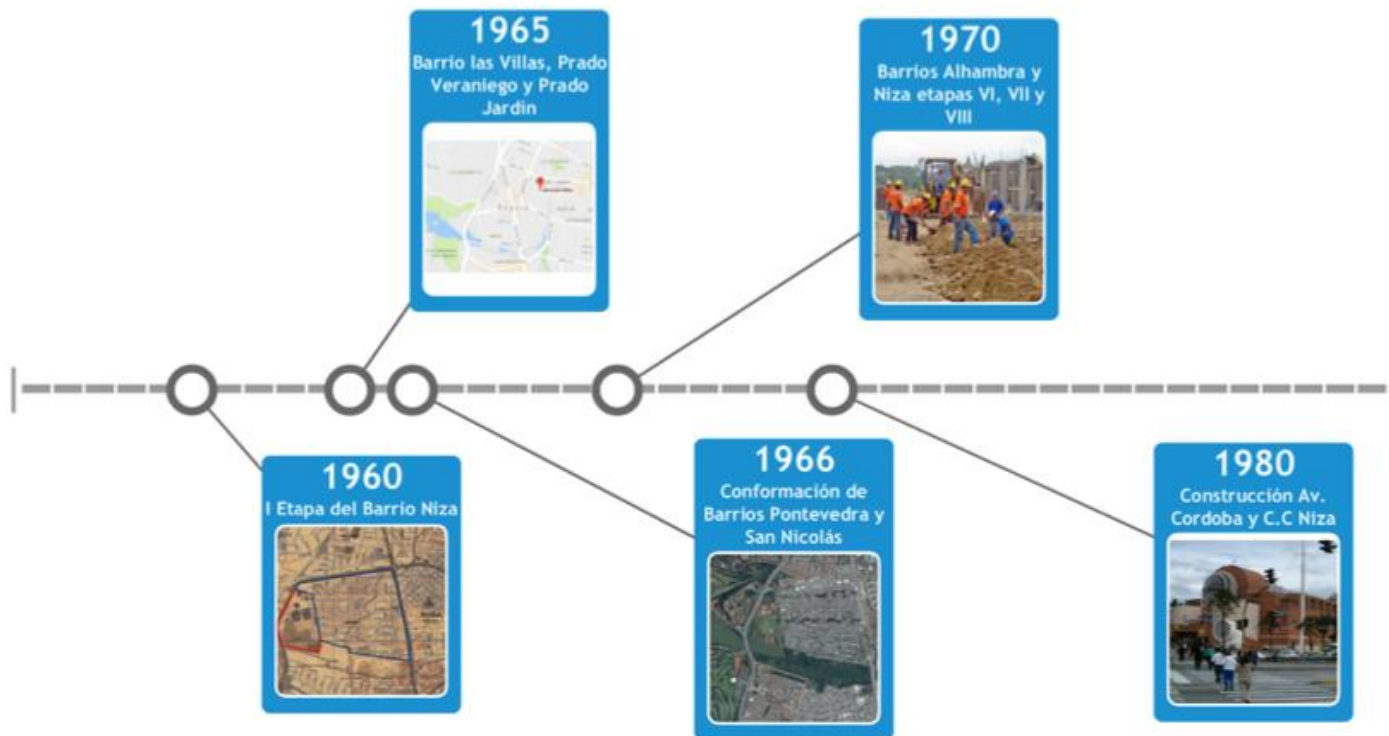 1965
Barrio las Villas, Prado
Veraniego y Prado
Jardin
1970
Barrios Alhambra y
Niza etapas VI, VII y
VIII
1960
I Etapa del Barrio Niza
1966
Conformación de
Barrios Pontevedra y
San Nicolás
1980
Construcción Av.
Cordoba y C.C Niza